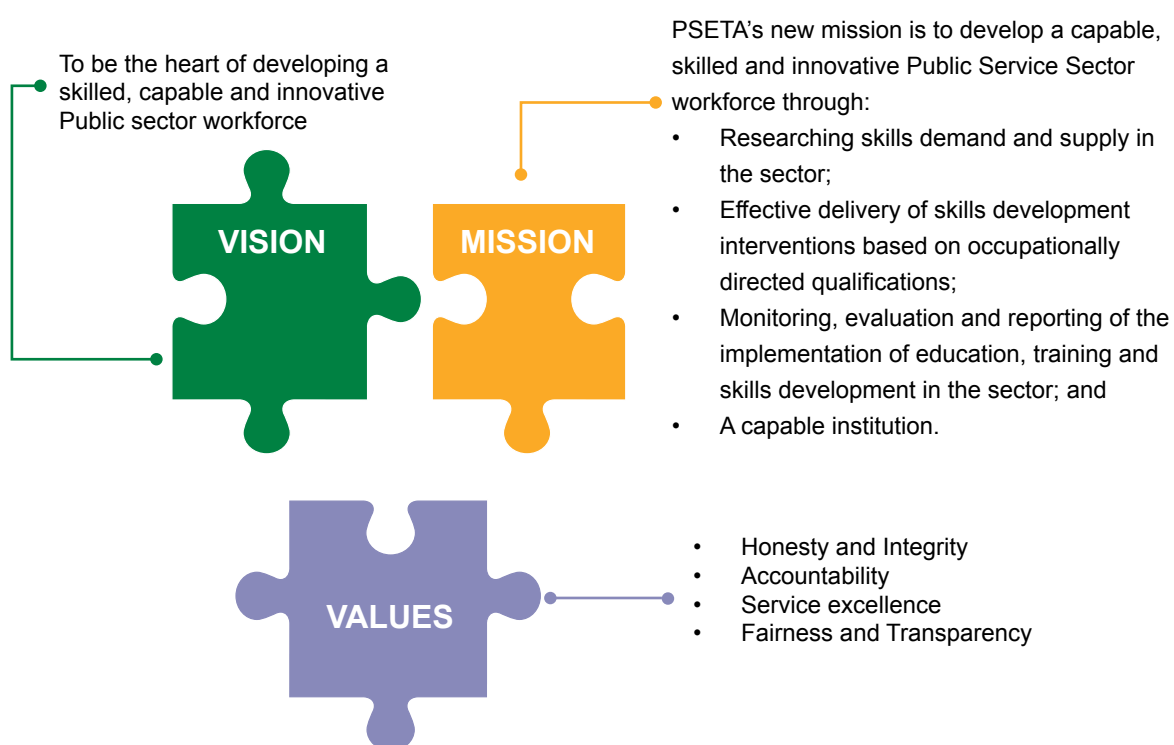 To be the heart of developing a
skilled, capable and innovative
Public sector workforce
VISION
MISSION
PSETA’s new mission is to develop a capable,
skilled and innovative Public Service Sector
workforce through:
• Researching skills demand and supply in
the sector;
• Effective delivery of skills development
interventions based on occupationally
directed qualifications;
• Monitoring, evaluation and reporting of the
implementation of education, training and
skills development in the sector; and
• A capable institution.
VALUES
• Honesty and Integrity
• Accountability
• Service excellence
• Fairness and Transparency